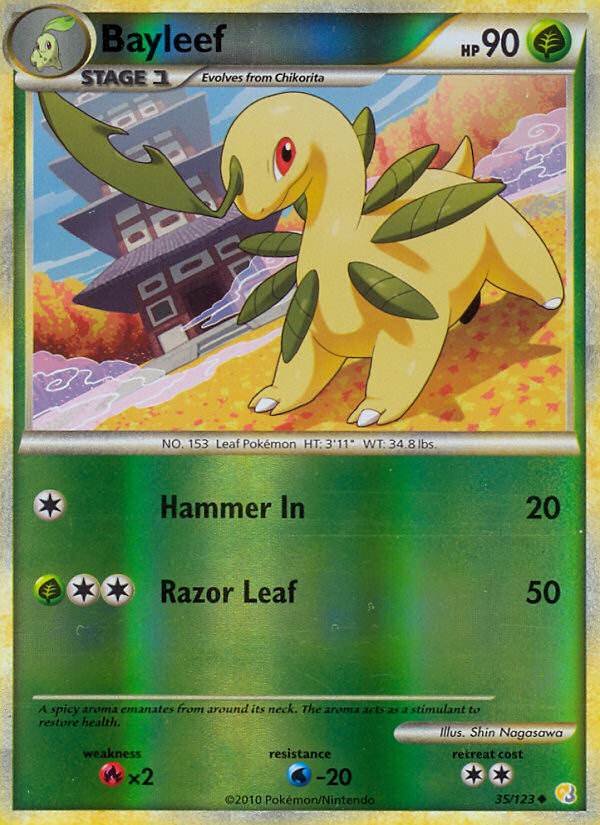 Bayleef
HP 90
STAGE 1
Evolves from Chikorita
NO. 153 Leaf Pokémon HT: 3'11" WT: 34.8 lbs.
Hammer In 20
Razor Leaf 50
A spicy aroma emanates from around its neck. The aroma acts as a stimulant to
restore health.
Illus. Shin Nagasawa
weakness resistance retreat cost
×2 -20
©2010 Pokémon/Nintendo 35/123